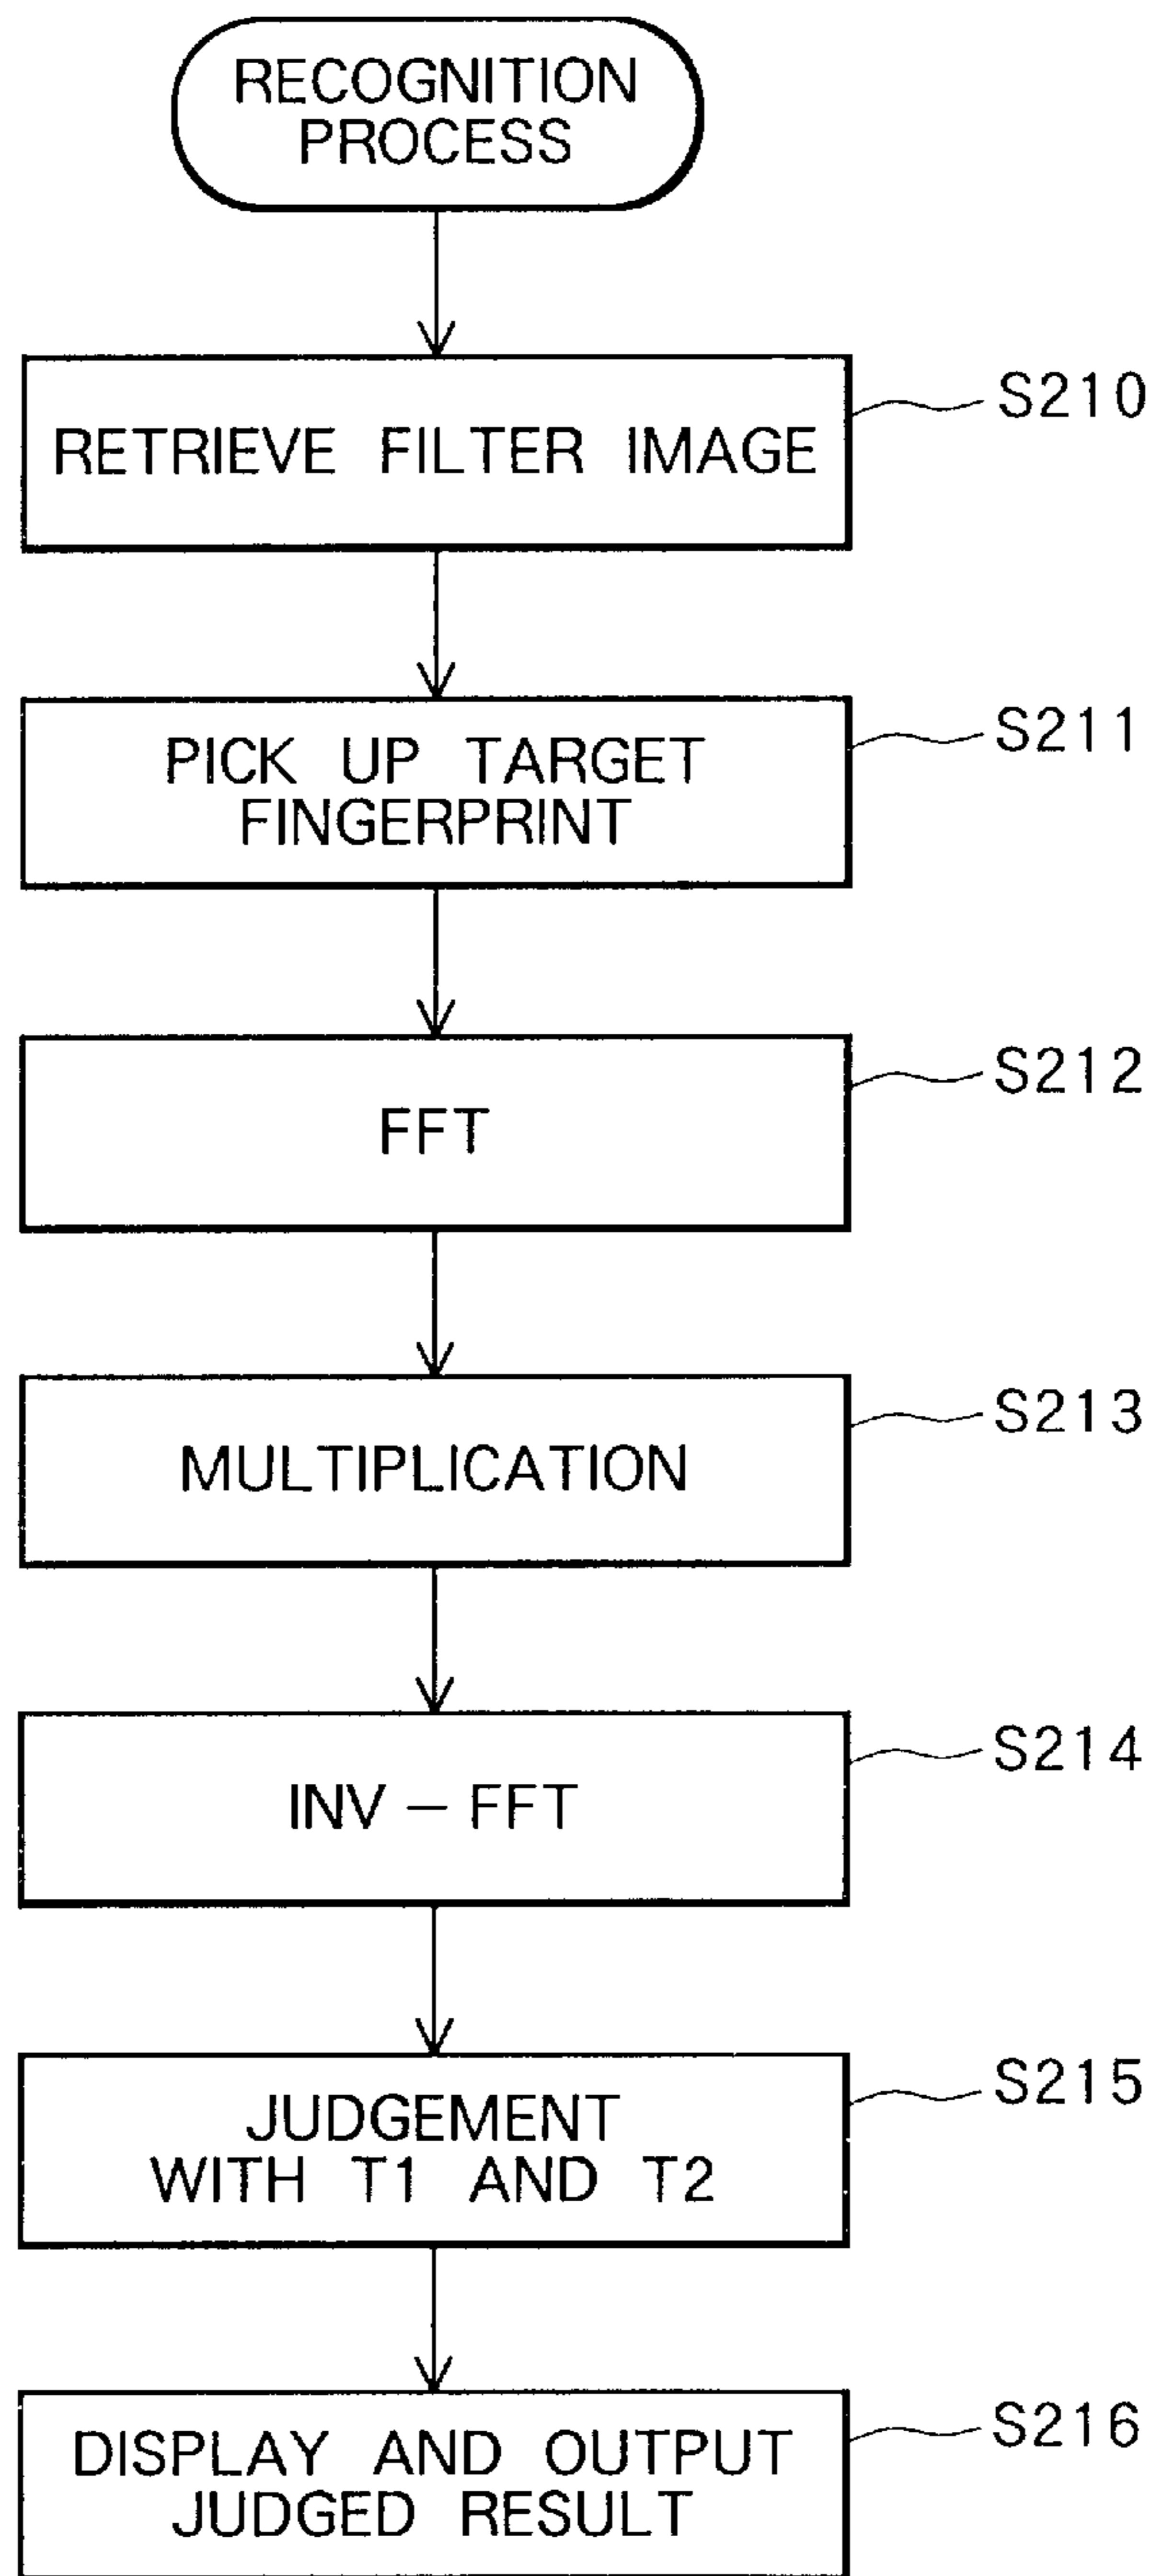 RECOGNITION
PROCESS
S210
RETRIEVE FILTER IMAGE
S211
PICK UP TARGET
FINGERPRINT
S212
FFT
S213
MULTIPLICATION
S214
INV – FFT
S215
JUDGEMENT
WITH T1 AND T2
S216
DISPLAY AND OUTPUT
JUDGED RESULT